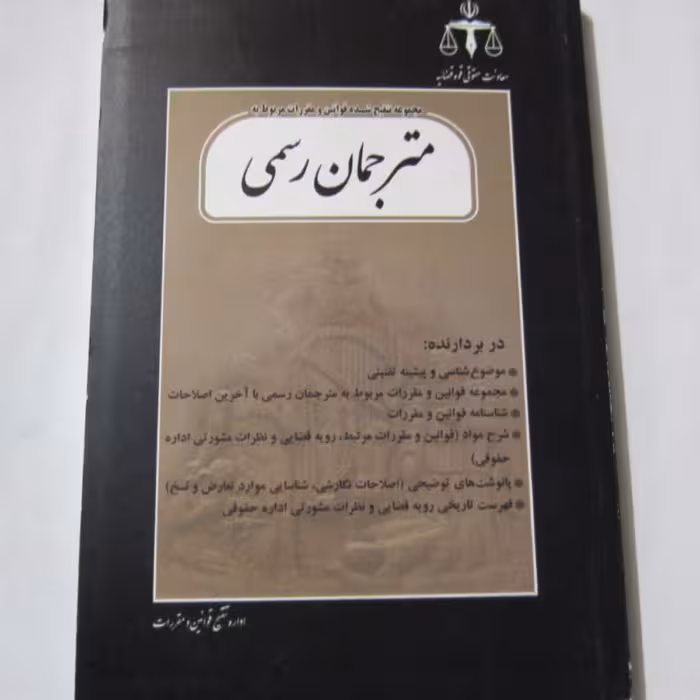 معاونت حقوقی قوه قضاییه
مجموعه تنقیح شده قوانین و مقررات مربوط به
مترجمان رسمی
در بردارنده:
موضوع‌شناسی و پیشینه تقنینی
مجموعه قوانین و مقررات مربوط به مترجمان رسمی با آخرین اصلاحات
شناسنامه قوانین و مقررات
شرح مواد (قوانین و مقررات مرتبط، رویه قضایی و نظرات مشورتی اداره
حقوقی)
پانوشت‌های توضیحی (اصلاحات نگارشی، شناسایی موارد تعارض و نسخ)
فهرست تاریخی رویه قضایی و نظرات مشورتی اداره حقوقی
اداره تنقیح قوانین و مقررات